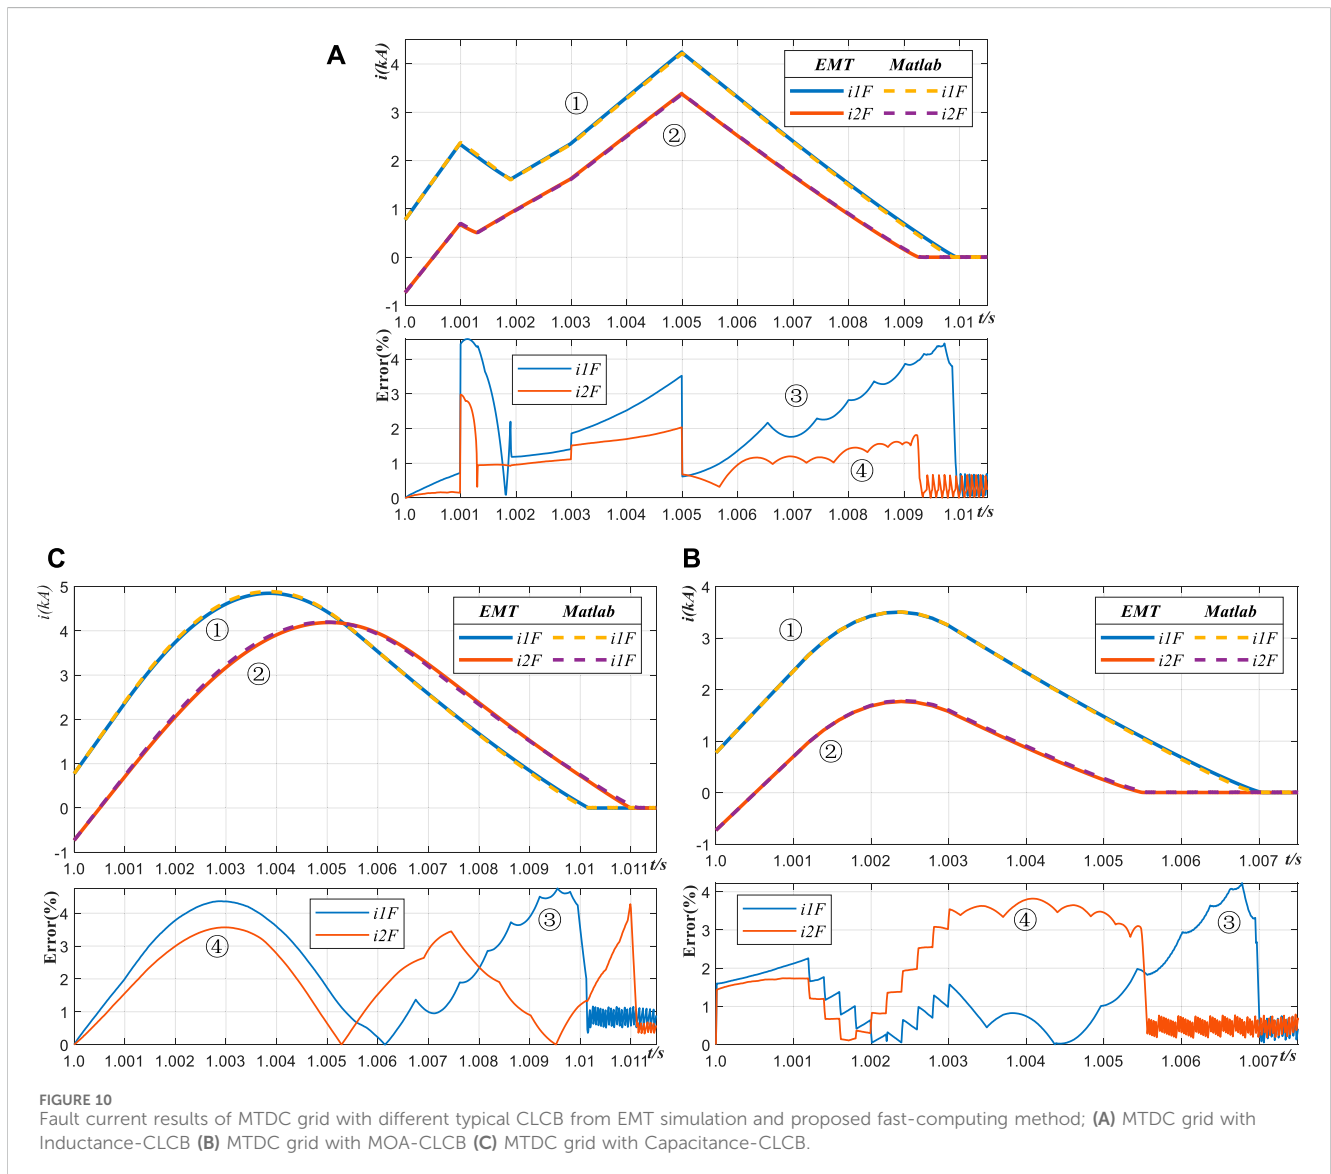 A
i(kA)
4
3
2
1
0
-1
EMT Matlab
i1F i1F
i2F i2F
①
②
1.0 1.001 1.002 1.003 1.004 1.005 1.006 1.007 1.008 1.009 1.01 t/s
Error(%)
4
3
2
1
0
i1F
i2F
③
④
1.0 1.001 1.002 1.003 1.004 1.005 1.006 1.007 1.008 1.009 1.01 t/s
C
i(kA)
5
4
3
2
1
0
-1
EMT Matlab
i1F i1F
i2F i1F
①
②
1.0 1.001 1.002 1.003 1.004 1.005 1.006 1.007 1.008 1.009 1.01 1.011 t/s
Error(%)
4
3
2
1
0
i1F
i2F
③
④
1.0 1.001 1.002 1.003 1.004 1.005 1.006 1.007 1.008 1.009 1.01 1.011 t/s
B
i(kA)
4
3
2
1
0
-1
EMT Matlab
i1F i1F
i2F i2F
①
②
1.0 1.001 1.002 1.003 1.004 1.005 1.006 1.007 t/s
Error(%)
4
3
2
1
0
i1F
i2F
④
③
1.0 1.001 1.002 1.003 1.004 1.005 1.006 1.007 t/s
FIGURE 10
Fault current results of MTDC grid with different typical CLCB from EMT simulation and proposed fast-computing method; (A) MTDC grid with
Inductance-CLCB (B) MTDC grid with MOA-CLCB (C) MTDC grid with Capacitance-CLCB.